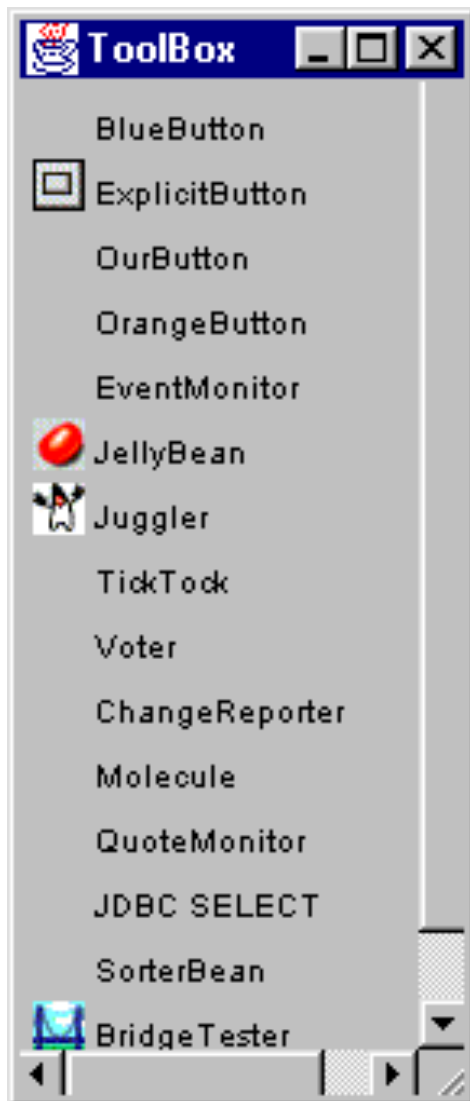 ToolBox
BlueButton
ExplicitButton
OurButton
OrangeButton
EventMonitor
JellyBean
Juggler
TickTock
Voter
ChangeReporter
Molecule
QuoteMonitor
JDBC SELECT
SorterBean
BridgeTester